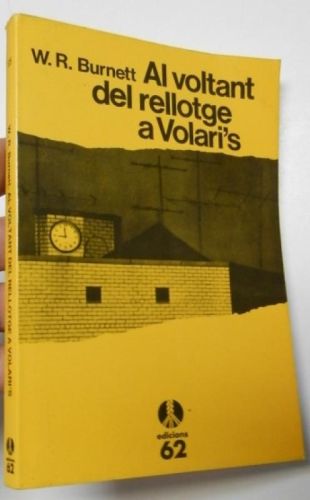 W. R. Burnett Al voltant
del rellotge
a Volari's
edicions
62
W. R. Burnett AL VOLTANT DEL RELLOTGE A VOLARI'S
62